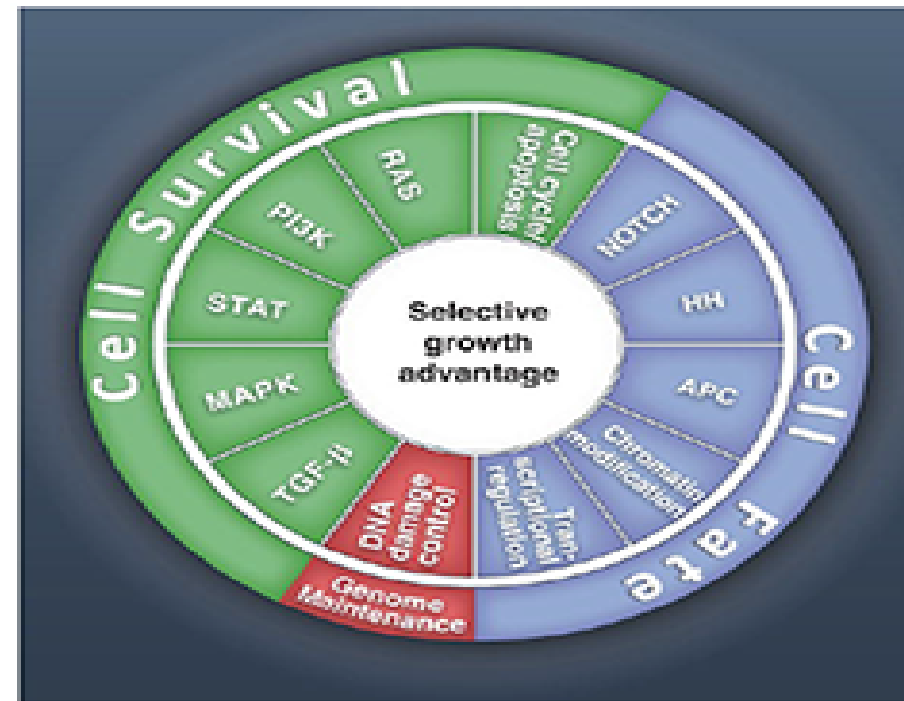 Cell Survival
Cell Fate
Genome
Maintenance
Cell cycle/
apoptosis
NOTCH
HH
APC
Chromatin
modification
Tran-
scriptional
regulation
DNA
damage
control
TGF-β
MAPK
STAT
PI3K
RAS
Selective
growth
advantage